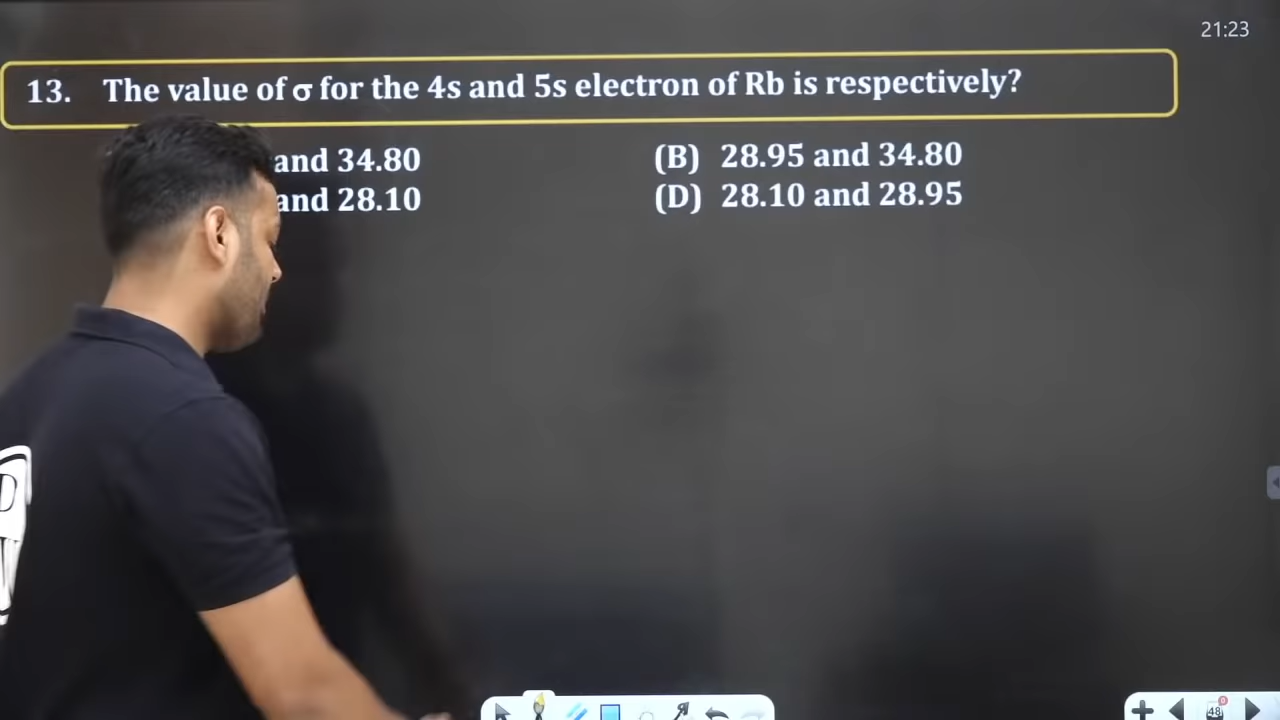 21:23
13. The value of σ for the 4s and 5s electron of Rb is respectively?
and 34.80 (B) 28.95 and 34.80
and 28.10 (D) 28.10 and 28.95
48